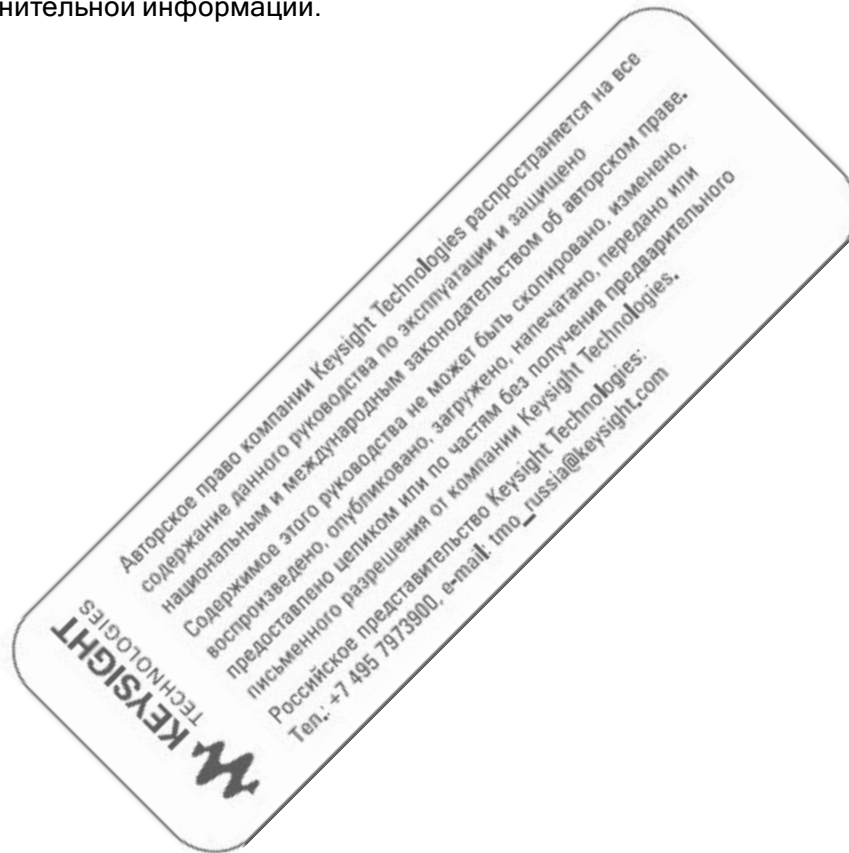 нительной информации.
KEYSIGHT
TECHNOLOGIES
Авторское право компании Keysight Technologies распространяется на все
содержание данного руководства по эксплуатации и защищено
национальным и международным законодательством об авторском праве.
Содержимое этого руководства не может быть скопировано, изменено,
воспроизведено, опубликовано, загружено, напечатано, передано или
предоставлено целиком или по частям без получения предварительного
письменного разрешения от компании Keysight Technologies.
Российское представительство Keysight Technologies:
Тел.: +7 495 7973900, e-mail: tmo_russia@keysight.com